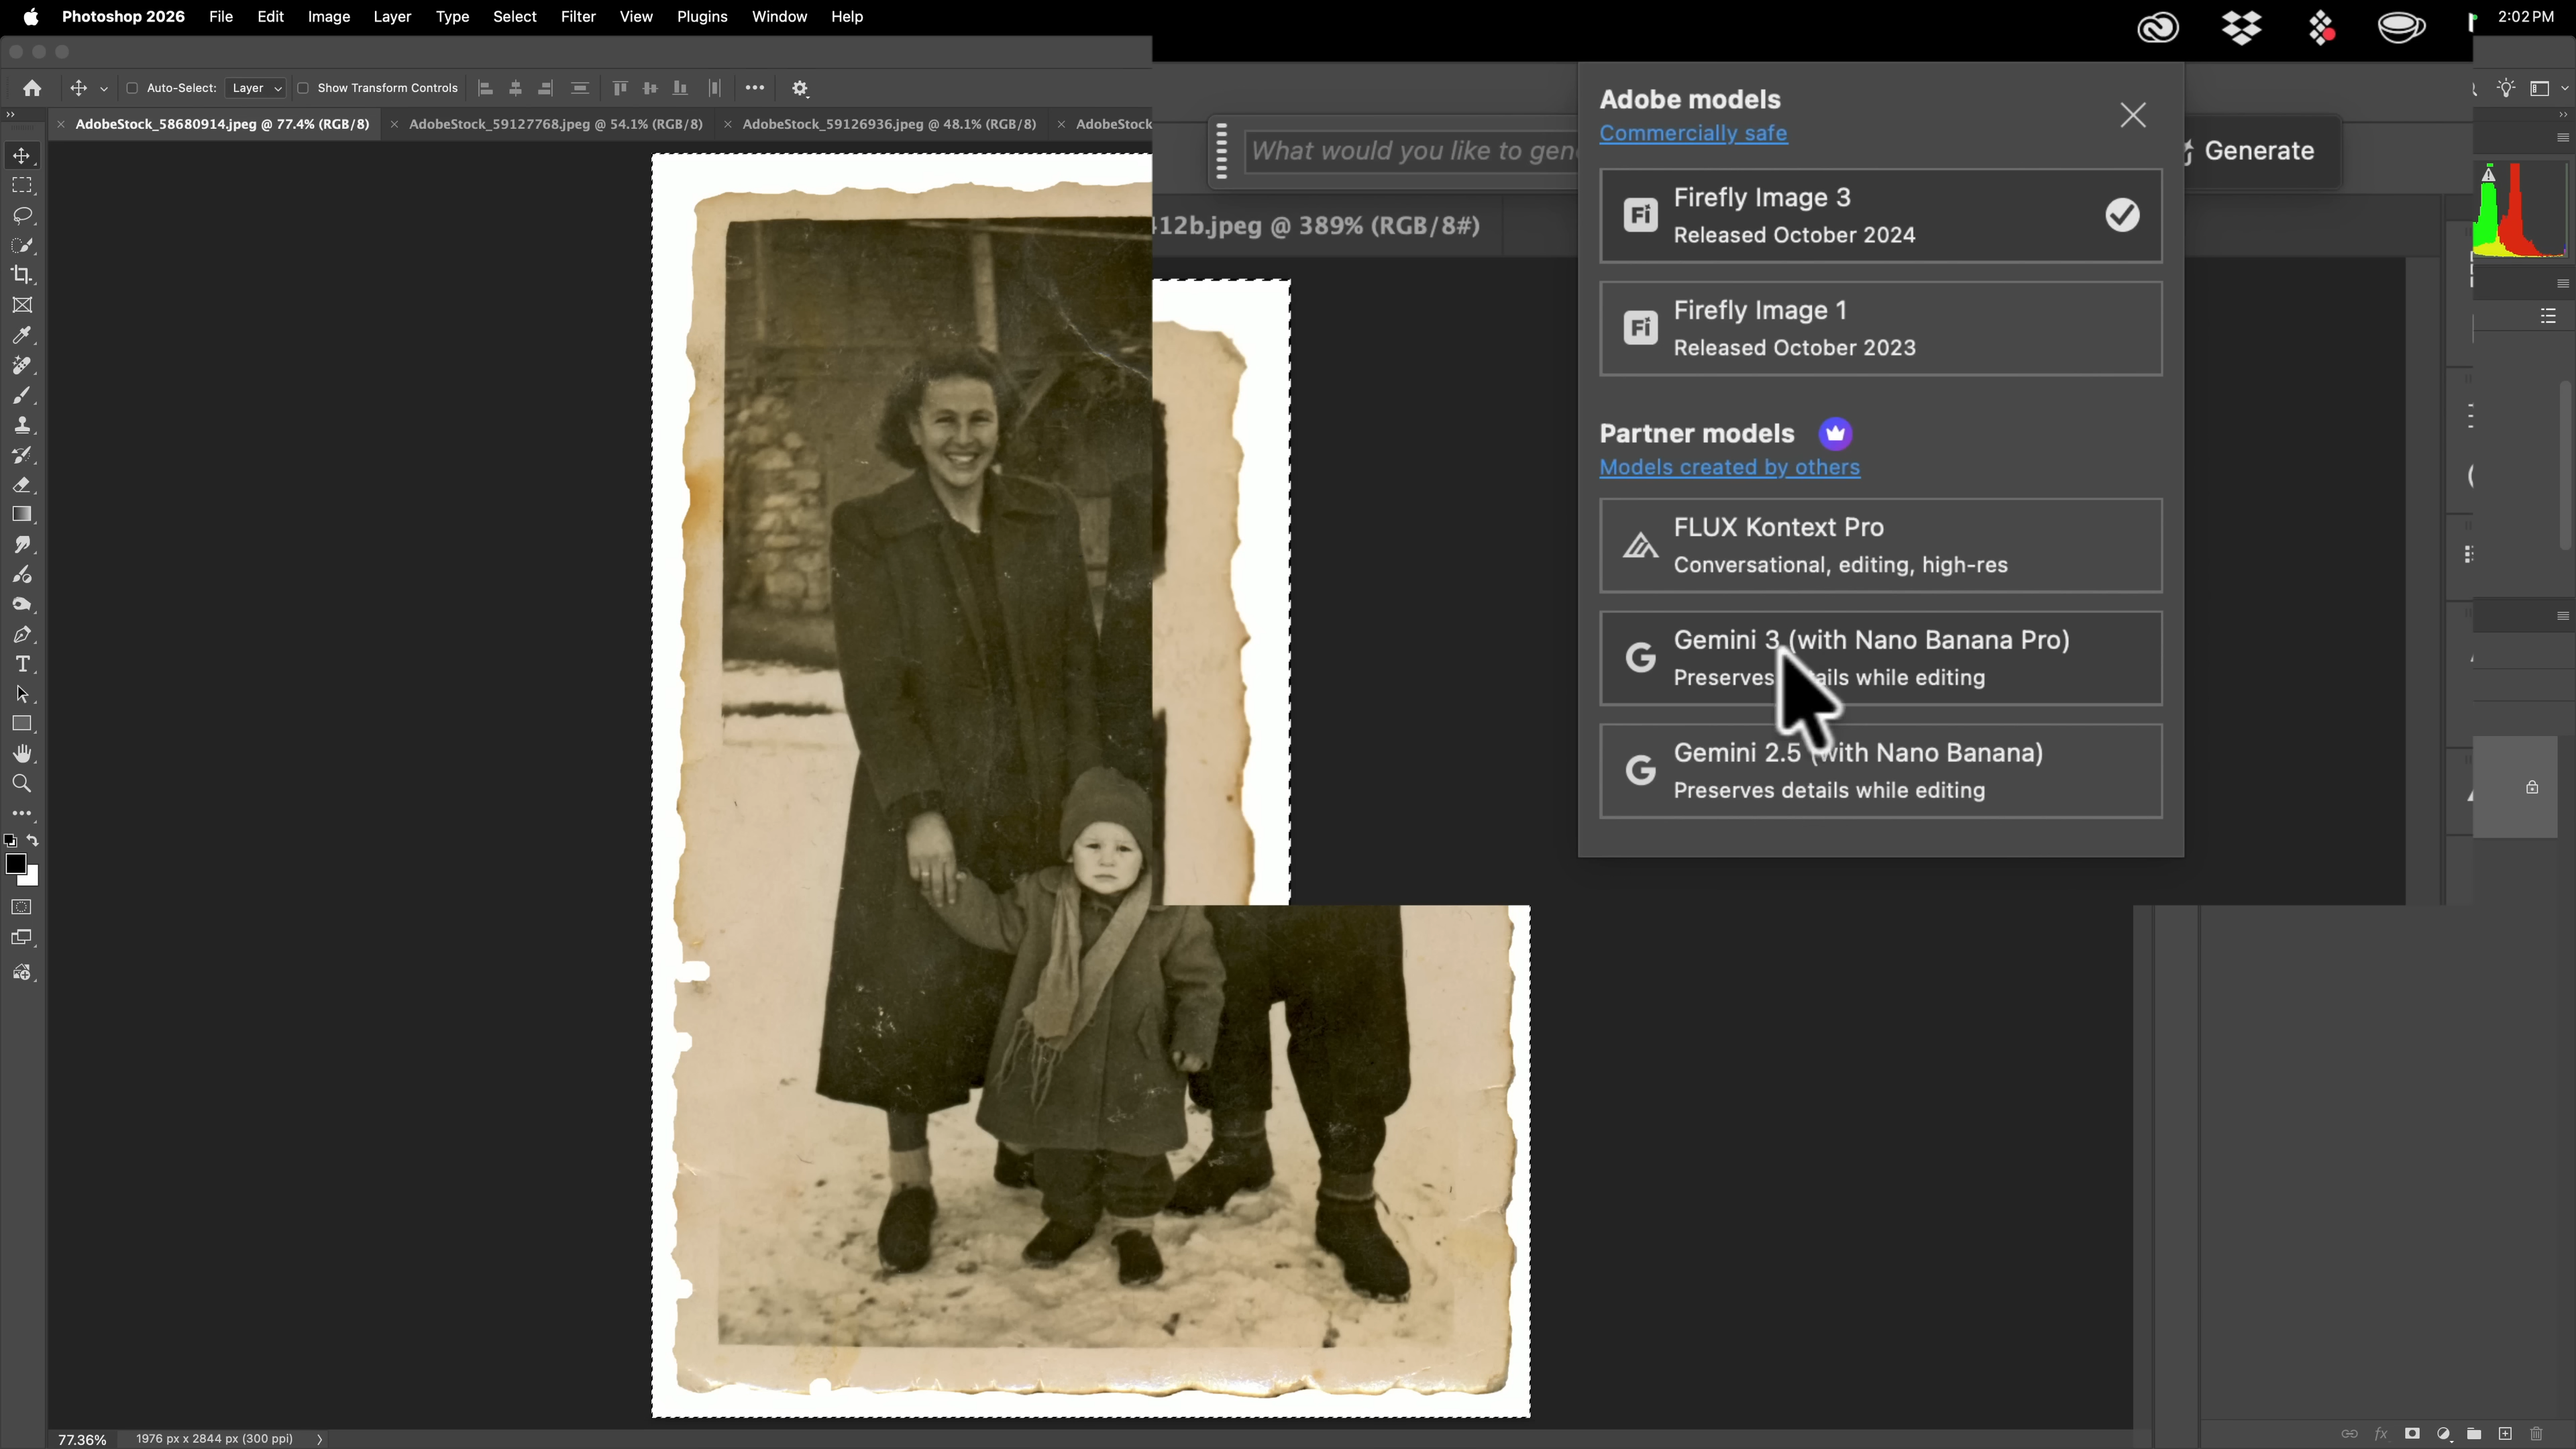 Photoshop 2026 File Edit Image Layer Type Select Filter View Plugins Window Help
2:02 PM
Auto-Select: Layer Show Transform Controls
AdobeStock_58680914.jpeg @ 77.4% (RGB/8) AdobeStock_59127768.jpeg @ 54.1% (RGB/8) AdobeStock_59126936.jpeg @ 48.1% (RGB/8) AdobeStock
What would you like to gen
Generate
12b.jpeg @ 389% (RGB/8#)
Adobe models
Commercially safe
Firefly Image 3
Released October 2024
Firefly Image 1
Released October 2023
Partner models
Models created by others
FLUX Kontext Pro
Conversational, editing, high-res
Gemini 3 (with Nano Banana Pro)
Preserves ails while editing
Gemini 2.5 (with Nano Banana)
Preserves details while editing
77.36% 1976 px x 2844 px (300 ppi)
fx